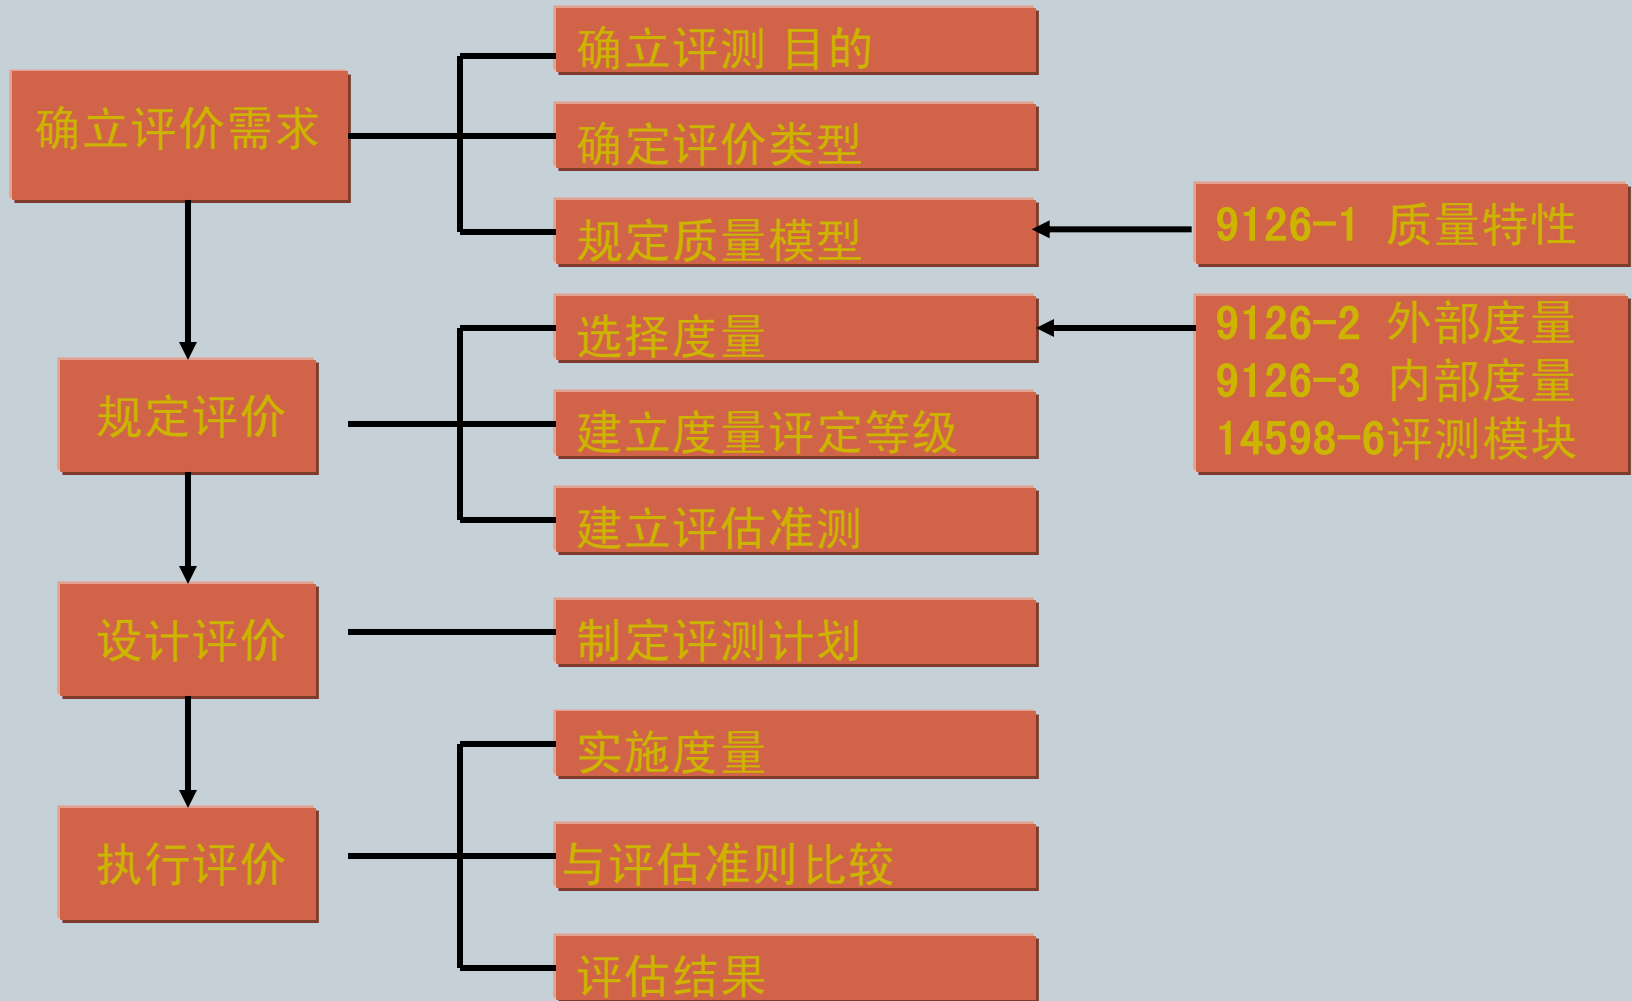 确立评价需求
确立评测 目的
确定评价类型
规定质量模型
9126-1 质量特性
规定评价
选择度量
建立度量评定等级
建立评估准测
9126-2 外部度量
9126-3 内部度量
14598-6评测模块
设计评价
制定评测计划
执行评价
实施度量
与评估准则比较
评估结果